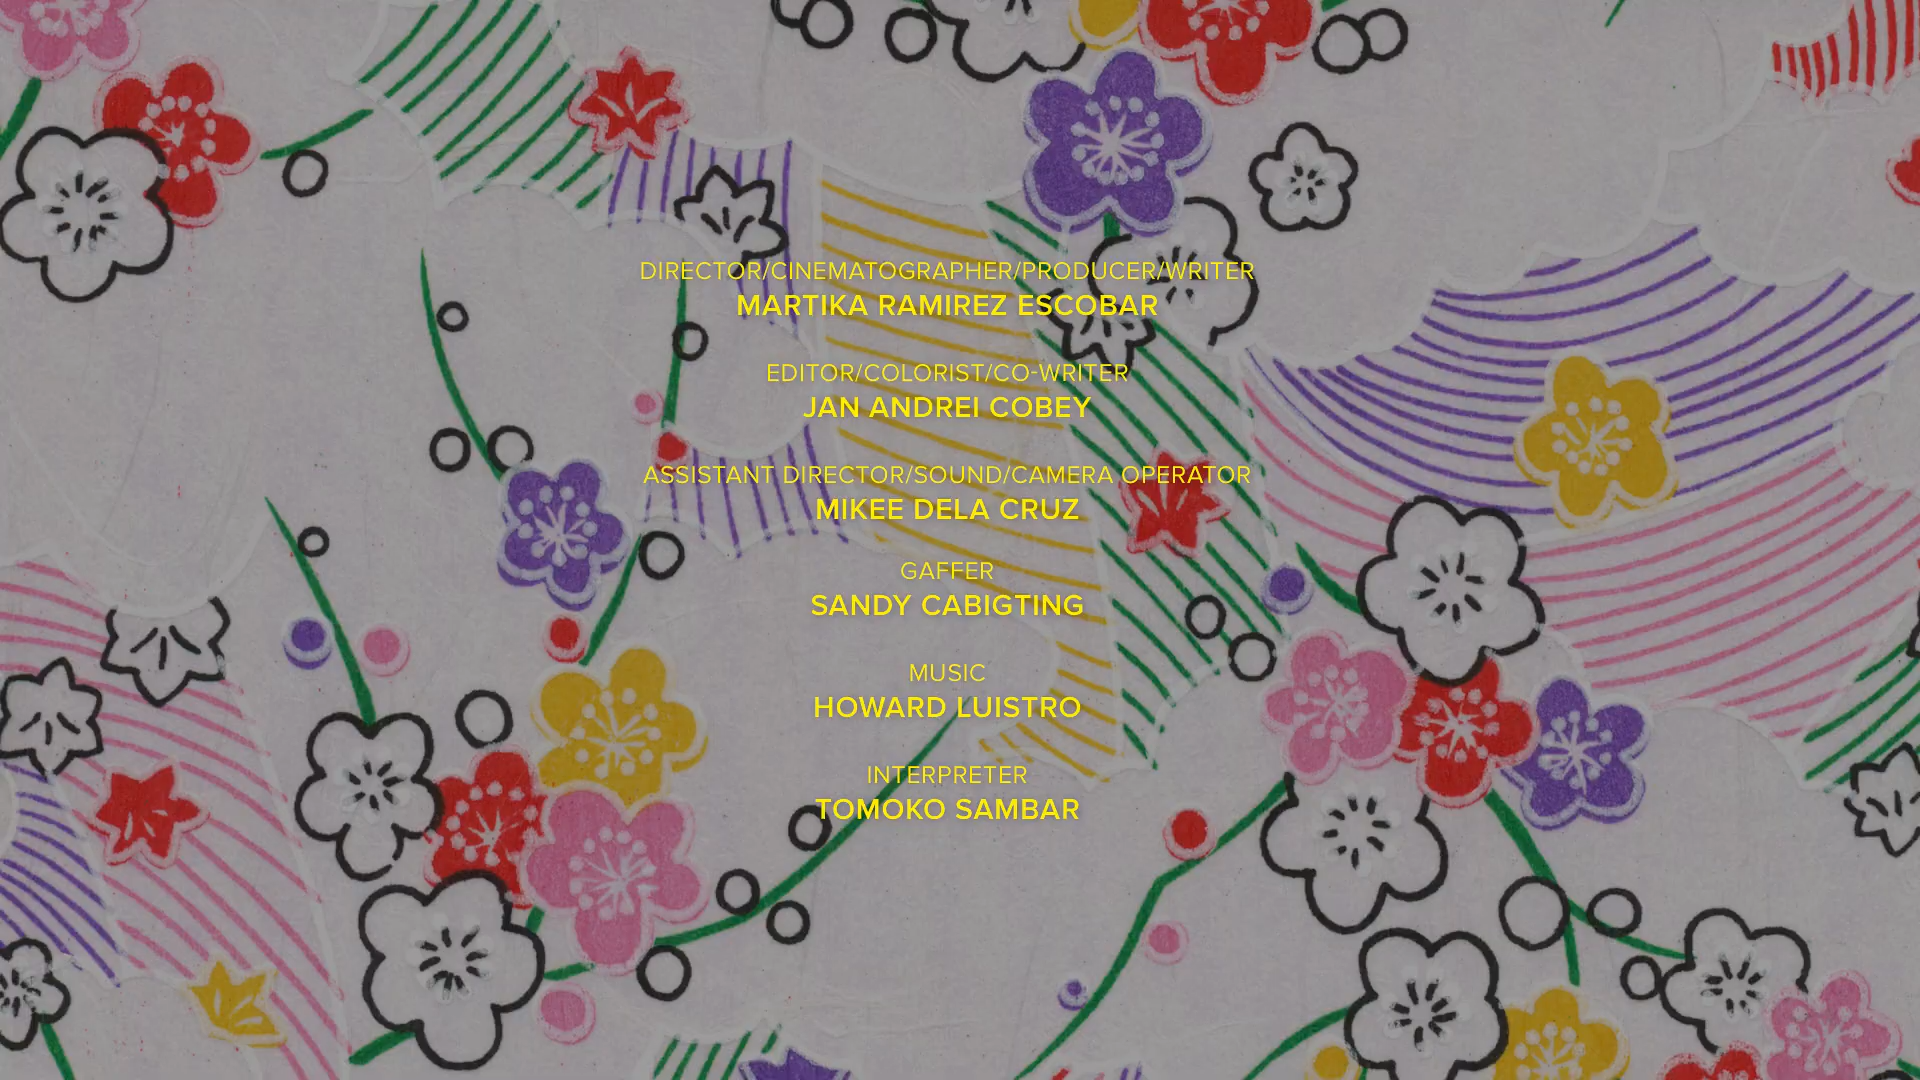 DIRECTOR/CINEMATOGRAPHER/PRODUCER/WRITER
MARTIKA RAMIREZ ESCOBAR
EDITOR/COLORIST/CO-WRITER
JAN ANDREI COBEY
ASSISTANT DIRECTOR/SOUND/CAMERA OPERATOR
MIKEE DELA CRUZ
GAFFER
SANDY CABIGTING
MUSIC
HOWARD LUISTRO
INTERPRETER
TOMOKO SAMBAR